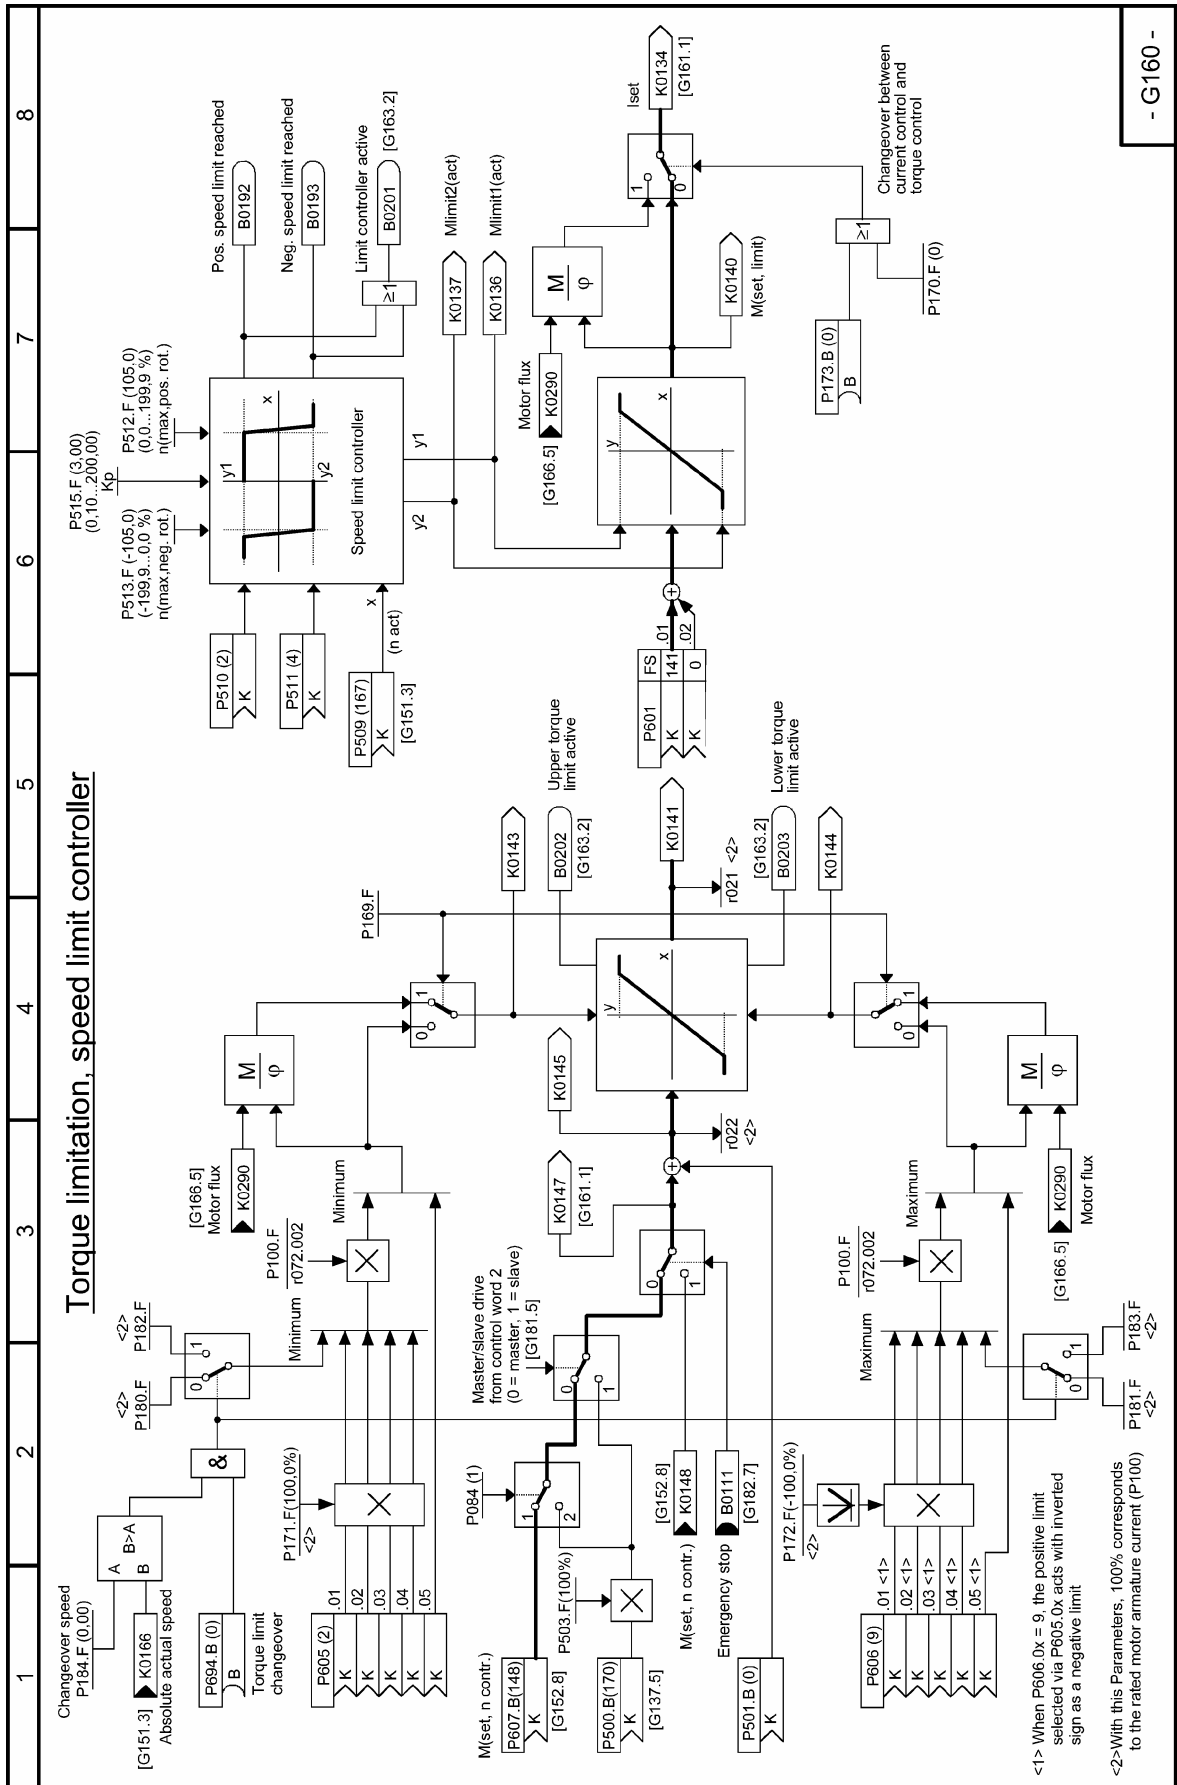 Torque limitation, speed limit controller
1
2
3
4
5
6
7
8
- G160 -
Changeover speed
P184.F (0,00)
A
B>A
B
[G151.3]
K0166
Absolute actual speed
P694.B (0)
B
Torque limit
changeover
&
<2>
P180.F
<2>
P182.F
0
1
P605 (2)
K
.01
K
.02
K
.03
K
.04
K
.05
P171.F(100,0%)
<2>
Minimum
P100.F
r072.002
Minimum
[G166.5]
Motor flux
K0290
M
φ
0
1
P169.F
K0143
M(set, n contr.)
P607.B(148)
K
[G152.8]
P084 (1)
1
2
P500.B(170)
K
[G137.5]
P503.F(100%)
Master/slave drive
from control word 2
(0 = master, 1 = slave)
[G181.5]
0
1
M(set, n contr.)
[G152.8]
K0148
Emergency stop
B0111
[G182.7]
0
1
K0147
[G161.1]
P501.B (0)
K
+
K0145
r022
<2>
y
x
B0202
[G163.2]
Upper torque
limit active
K0141
r021 <2>
[G163.2]
B0203
Lower torque
limit active
K0144
P606 (9)
K
.01 <1>
K
.02 <1>
K
.03 <1>
K
.04 <1>
K
.05 <1>
P172.F(-100,0%)
<2>
Maximum
P100.F
r072.002
Maximum
P181.F
<2>
P183.F
<2>
0
1
[G166.5]
K0290
Motor flux
M
φ
0
1
<1> When P606.0x = 9, the positive limit
selected via P605.0x acts with inverted
sign as a negative limit
<2>With this Parameters, 100% corresponds
to the rated motor armature current (P100)
P510 (2)
K
P511 (4)
K
P509 (167)
K
[G151.3]
x
(n act)
P513.F (-105,0)
(-199,9...0,0 %)
n(max,neg. rot.)
P515.F (3,00)
(0,10...200,00)
Kp
P512.F (105,0)
(0,0...199,9 %)
n(max,pos. rot.)
y1
x
y2
Speed limit controller
y2
y1
Pos. speed limit reached
B0192
Neg. speed limit reached
B0193
Limit controller active
≥1
B0201
[G163.2]
K0137
Mlimit2(act)
K0136
Mlimit1(act)
P601
FS
K
141
.01
K
0
.02
+
y
x
Motor flux
K0290
[G166.5]
M
φ
K0140
M(set, limit)
1
0
Iset
K0134
[G161.1]
P173.B (0)
B
P170.F (0)
≥1
Changeover between
current control and
torque control